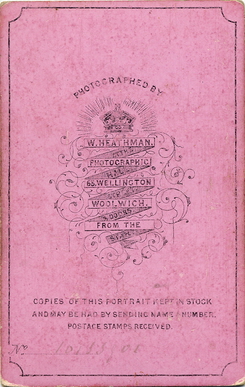 PHOTOGRAPHED BY
W. HEATHMAN.
PHOTOGRAPHIC
WELLINGTON
WOOLWICH.
FROM THE
COPIES OF THIS PORTRAIT KEPT IN STOCK
AND MAY BE HAD BY SENDING NAME / NUMBER.
POSTAGE STAMPS RECEIVED.
No